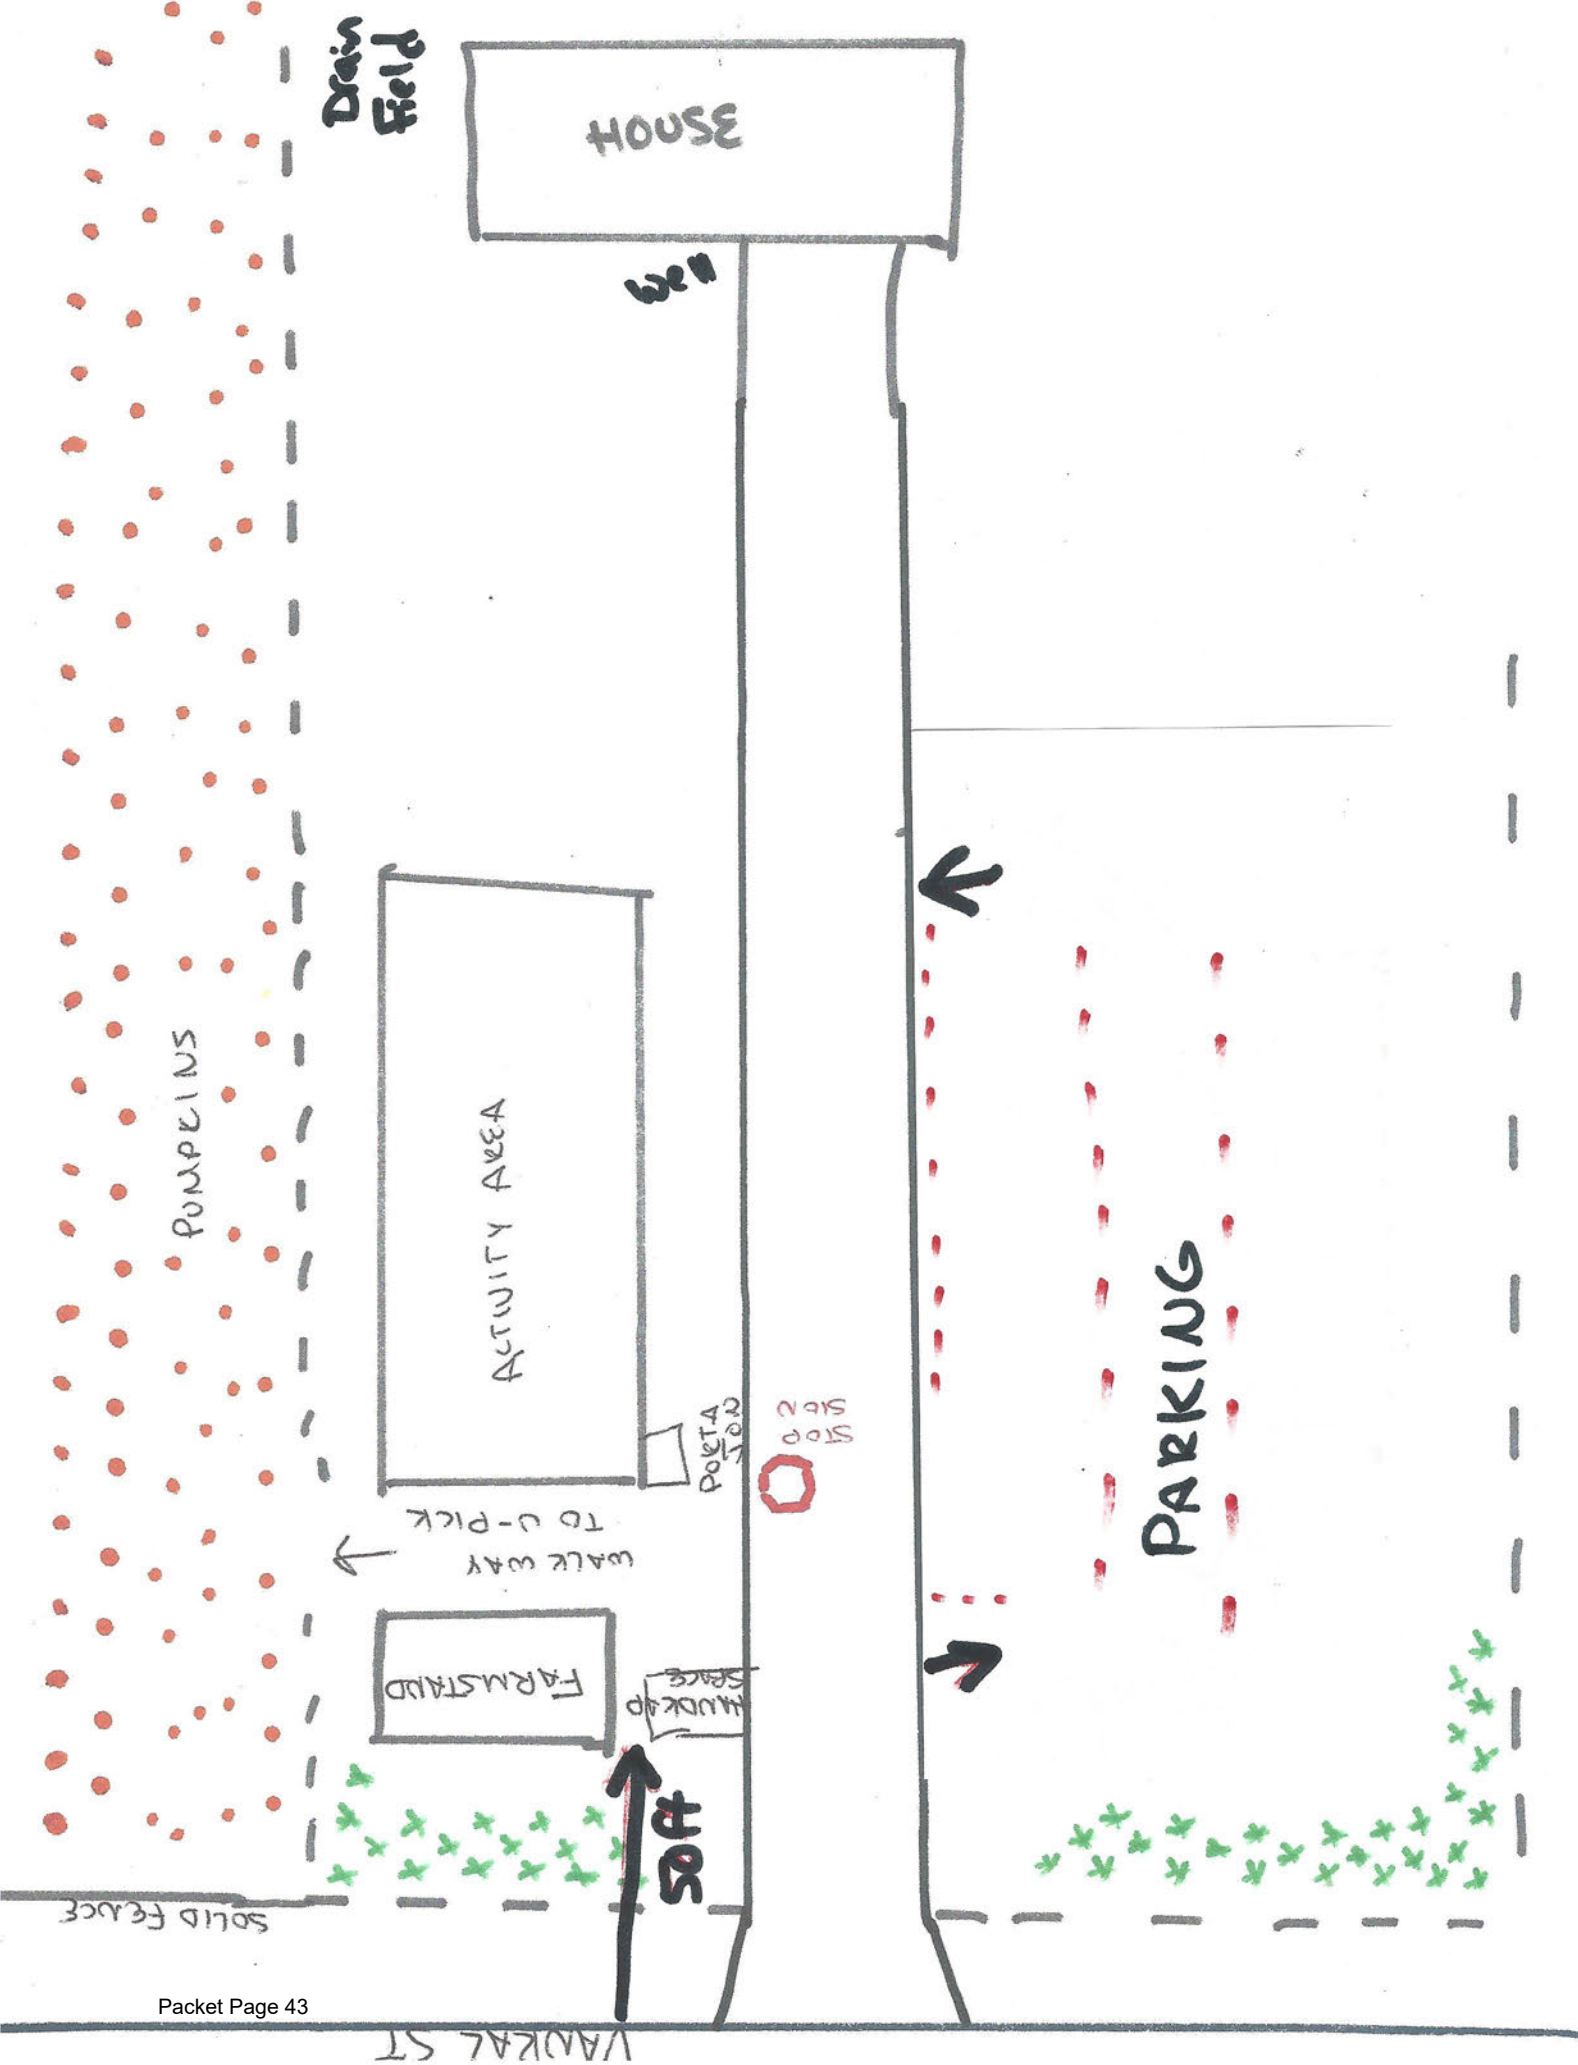 Drain
Field
HOUSE
Well
PUMPKINS
ACTIVITY AREA
PORTA
JON
STOP
SIGN
PARKING
WALK WAY
TO U-PICK
FARMSTAND
HANDICAP
SPACE
50ft
SOLID FENCE
Packet Page 43
VANKAL ST